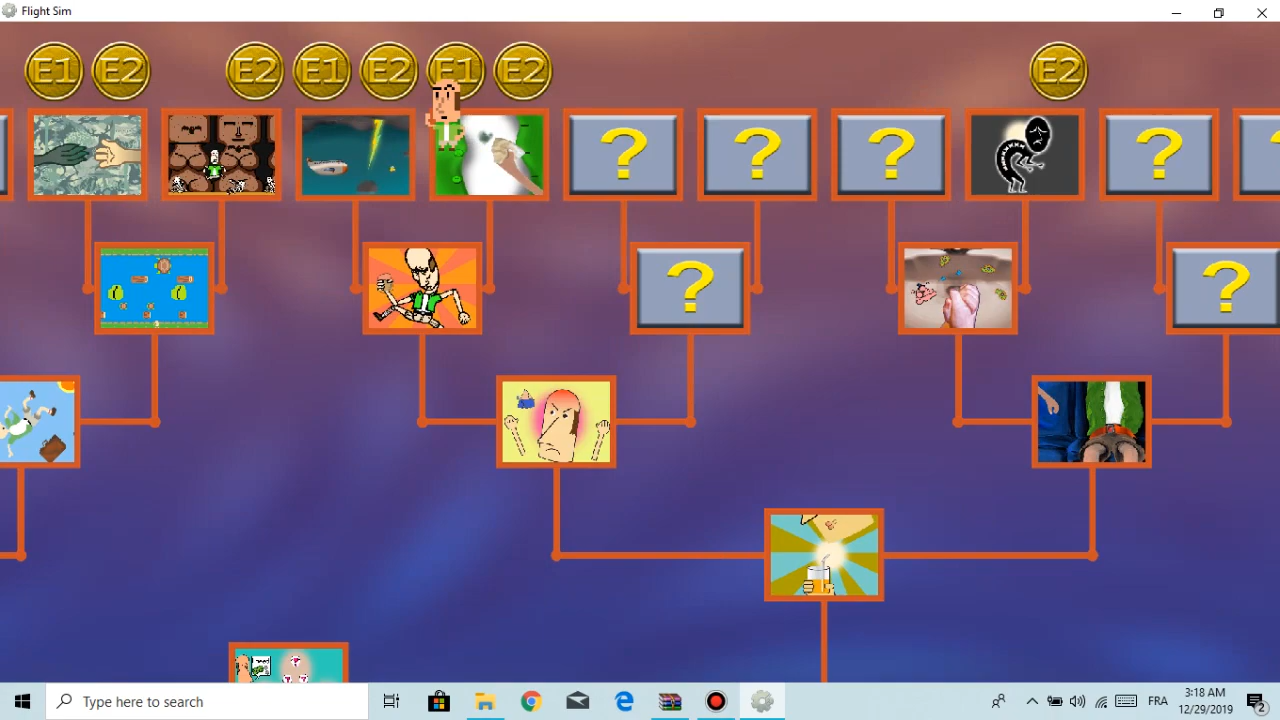 Flight Sim
E1 E2 E2 E1 E2 E1 E2 E2
? ? ? ? ?
? ?
Type here to search
FRA
3:18 AM
12/29/2019
2